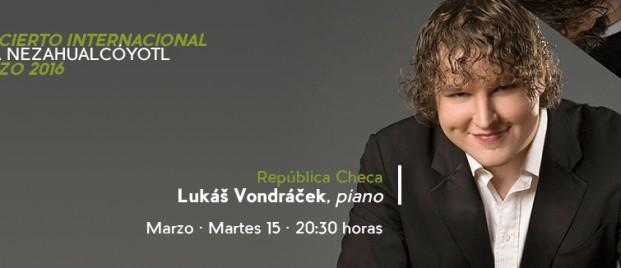 CIERTO INTERNACIONAL
NEZAHUALCÓYOTL
ZO 2016
República Checa
Lukáš Vondráček, piano
Marzo · Martes 15 · 20:30 horas